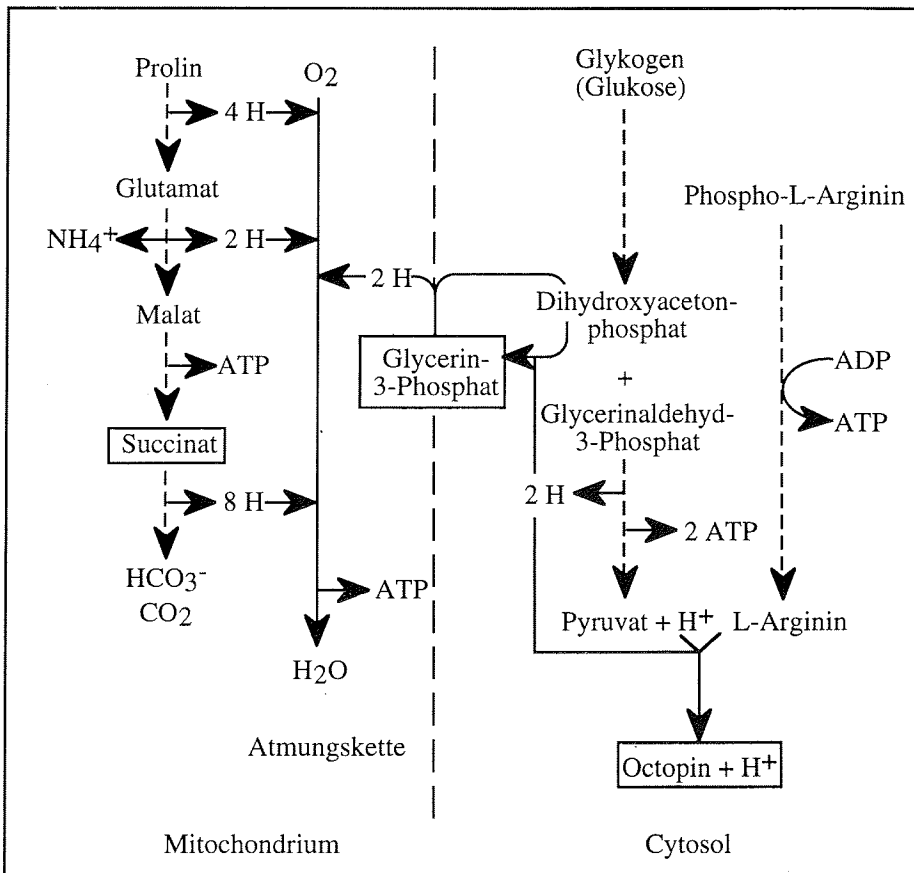 Prolin
O2
4 H
Glutamat
NH4+
2 H
Malat
ATP
Succinat
8 H
HCO3-
CO2
ATP
H2O
Atmungskette
Mitochondrium
2 H
Glycerin-
3-Phosphat
Glykogen
(Glukose)
Dihydroxyaceton-
phosphat
+
Glycerinaldehyd-
3-Phosphat
2 H
2 ATP
Pyruvat + H+
Phospho-L-Arginin
ADP
ATP
L-Arginin
Octopin + H+
Cytosol